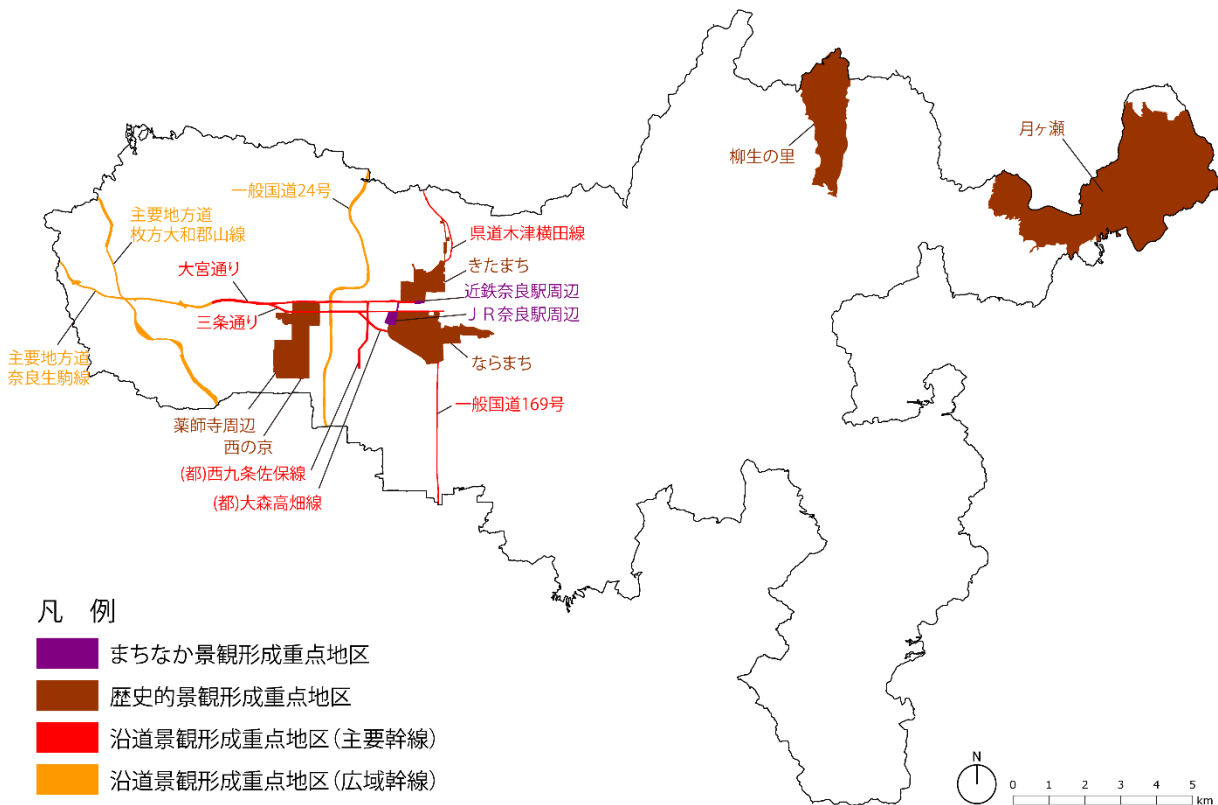 柳生の里
月ヶ瀬
一般国道24号
主要地方道
枚方大和郡山線
県道木津横田線
大宮通り
きたまち
近鉄奈良駅周辺
三条通り
ＪＲ奈良駅周辺
主要地方道
奈良生駒線
ならまち
薬師寺周辺
一般国道169号
西の京
(都)西九条佐保線
(都)大森高畑線
凡　例
まちなか景観形成重点地区
歴史的景観形成重点地区
沿道景観形成重点地区（主要幹線）
沿道景観形成重点地区（広域幹線）
N
0 1 2 3 4 5
km